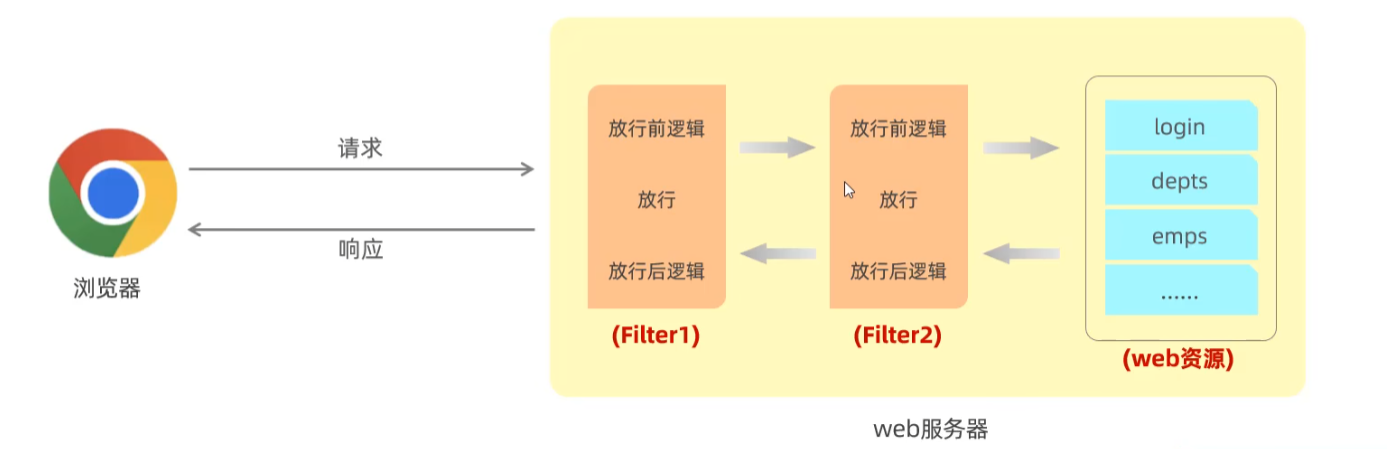 请求
响应
浏览器
放行前逻辑
放行
放行后逻辑
(Filter1)
放行前逻辑
放行
放行后逻辑
(Filter2)
login
depts
emps
......
(web资源)
web服务器